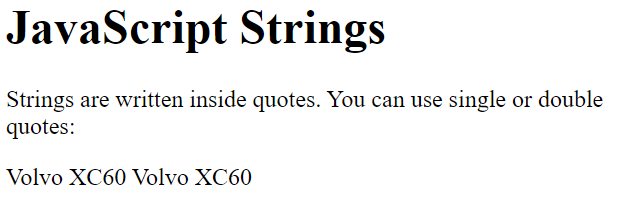 JavaScript Strings
Strings are written inside quotes. You can use single or double
quotes:
Volvo XC60 Volvo XC60